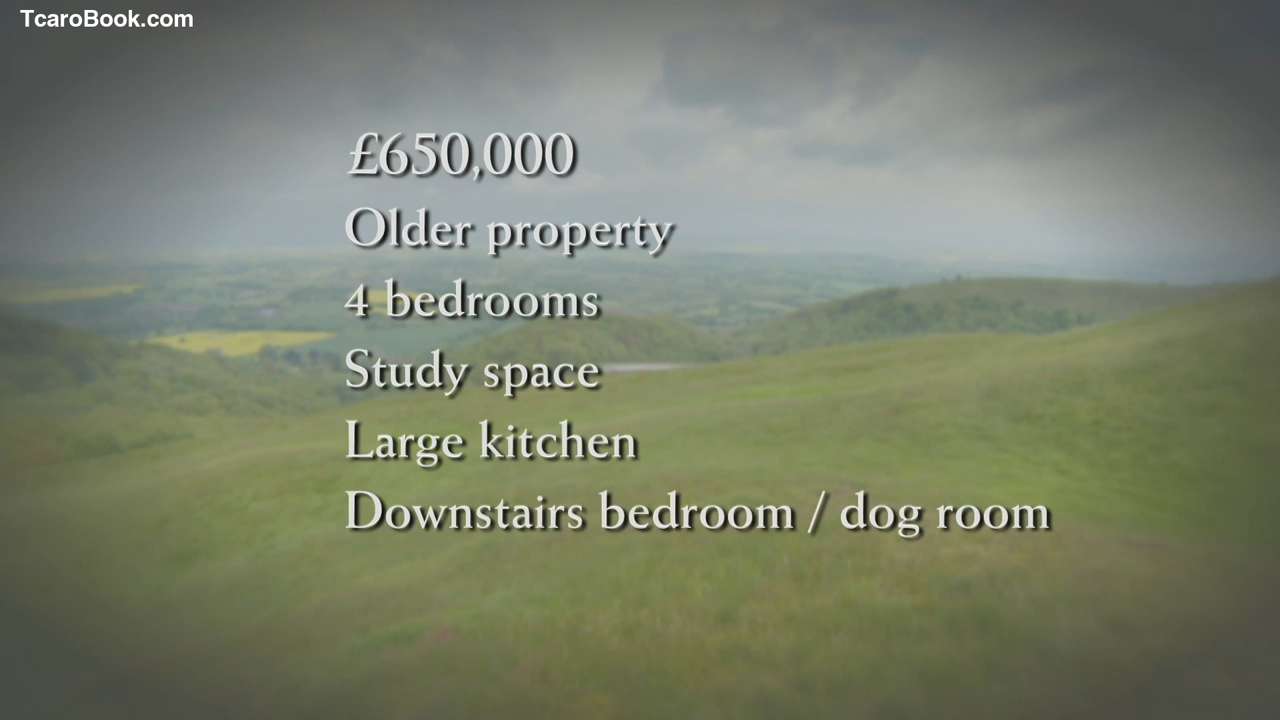 TcaroBook.com
£650,000
Older property
4 bedrooms
Study space
Large kitchen
Downstairs bedroom / dog room